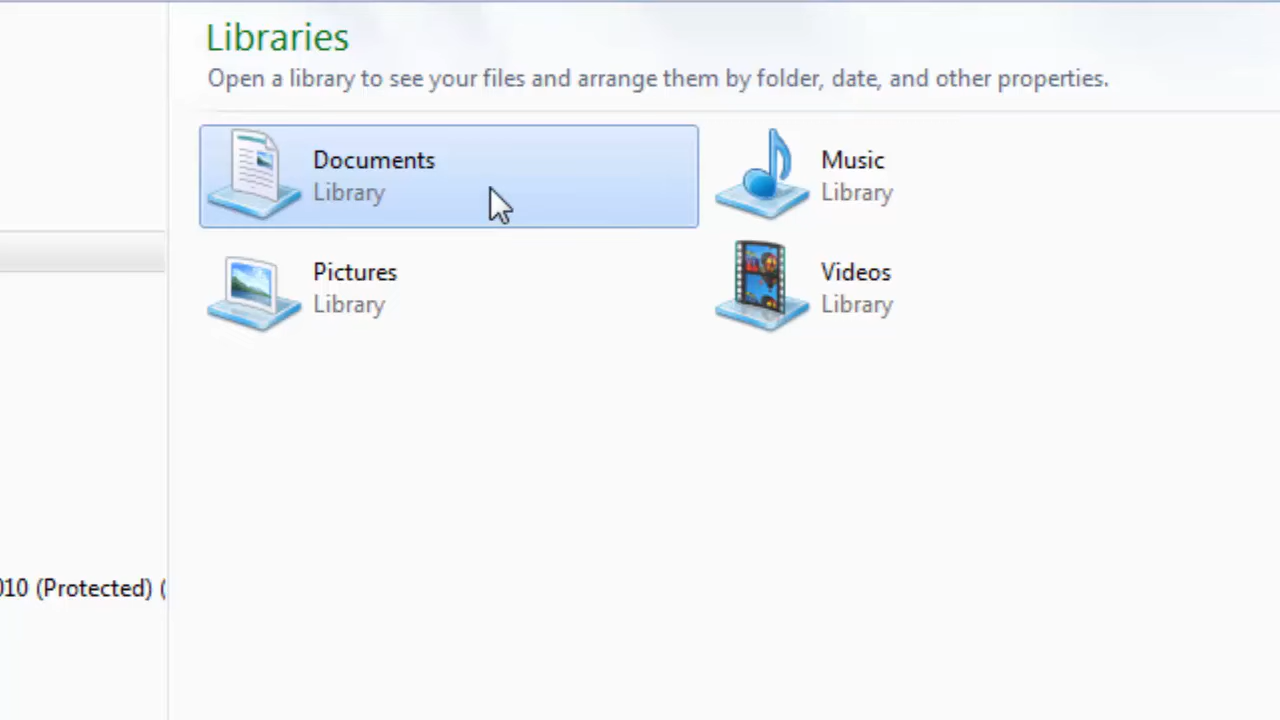 Libraries
Open a library to see your files and arrange them by folder, date, and other properties.
Documents
Library
Music
Library
Pictures
Library
Videos
Library
010 (Protected) (